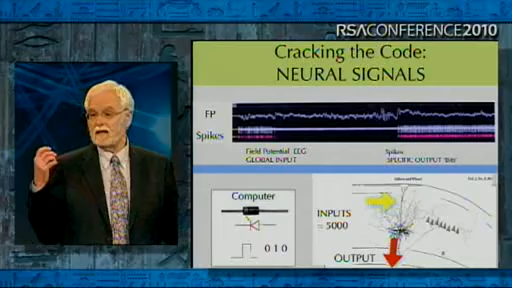 RSACONFERENCE2010
Cracking the Code:
NEURAL SIGNALS
FP
Spikes
Field Potential EEG
GLOBAL INPUT
Spikes
SPECIFIC OUTPUT 'Bits'
Computer
0 1 0
INPUTS
= 5000
OUTPUT